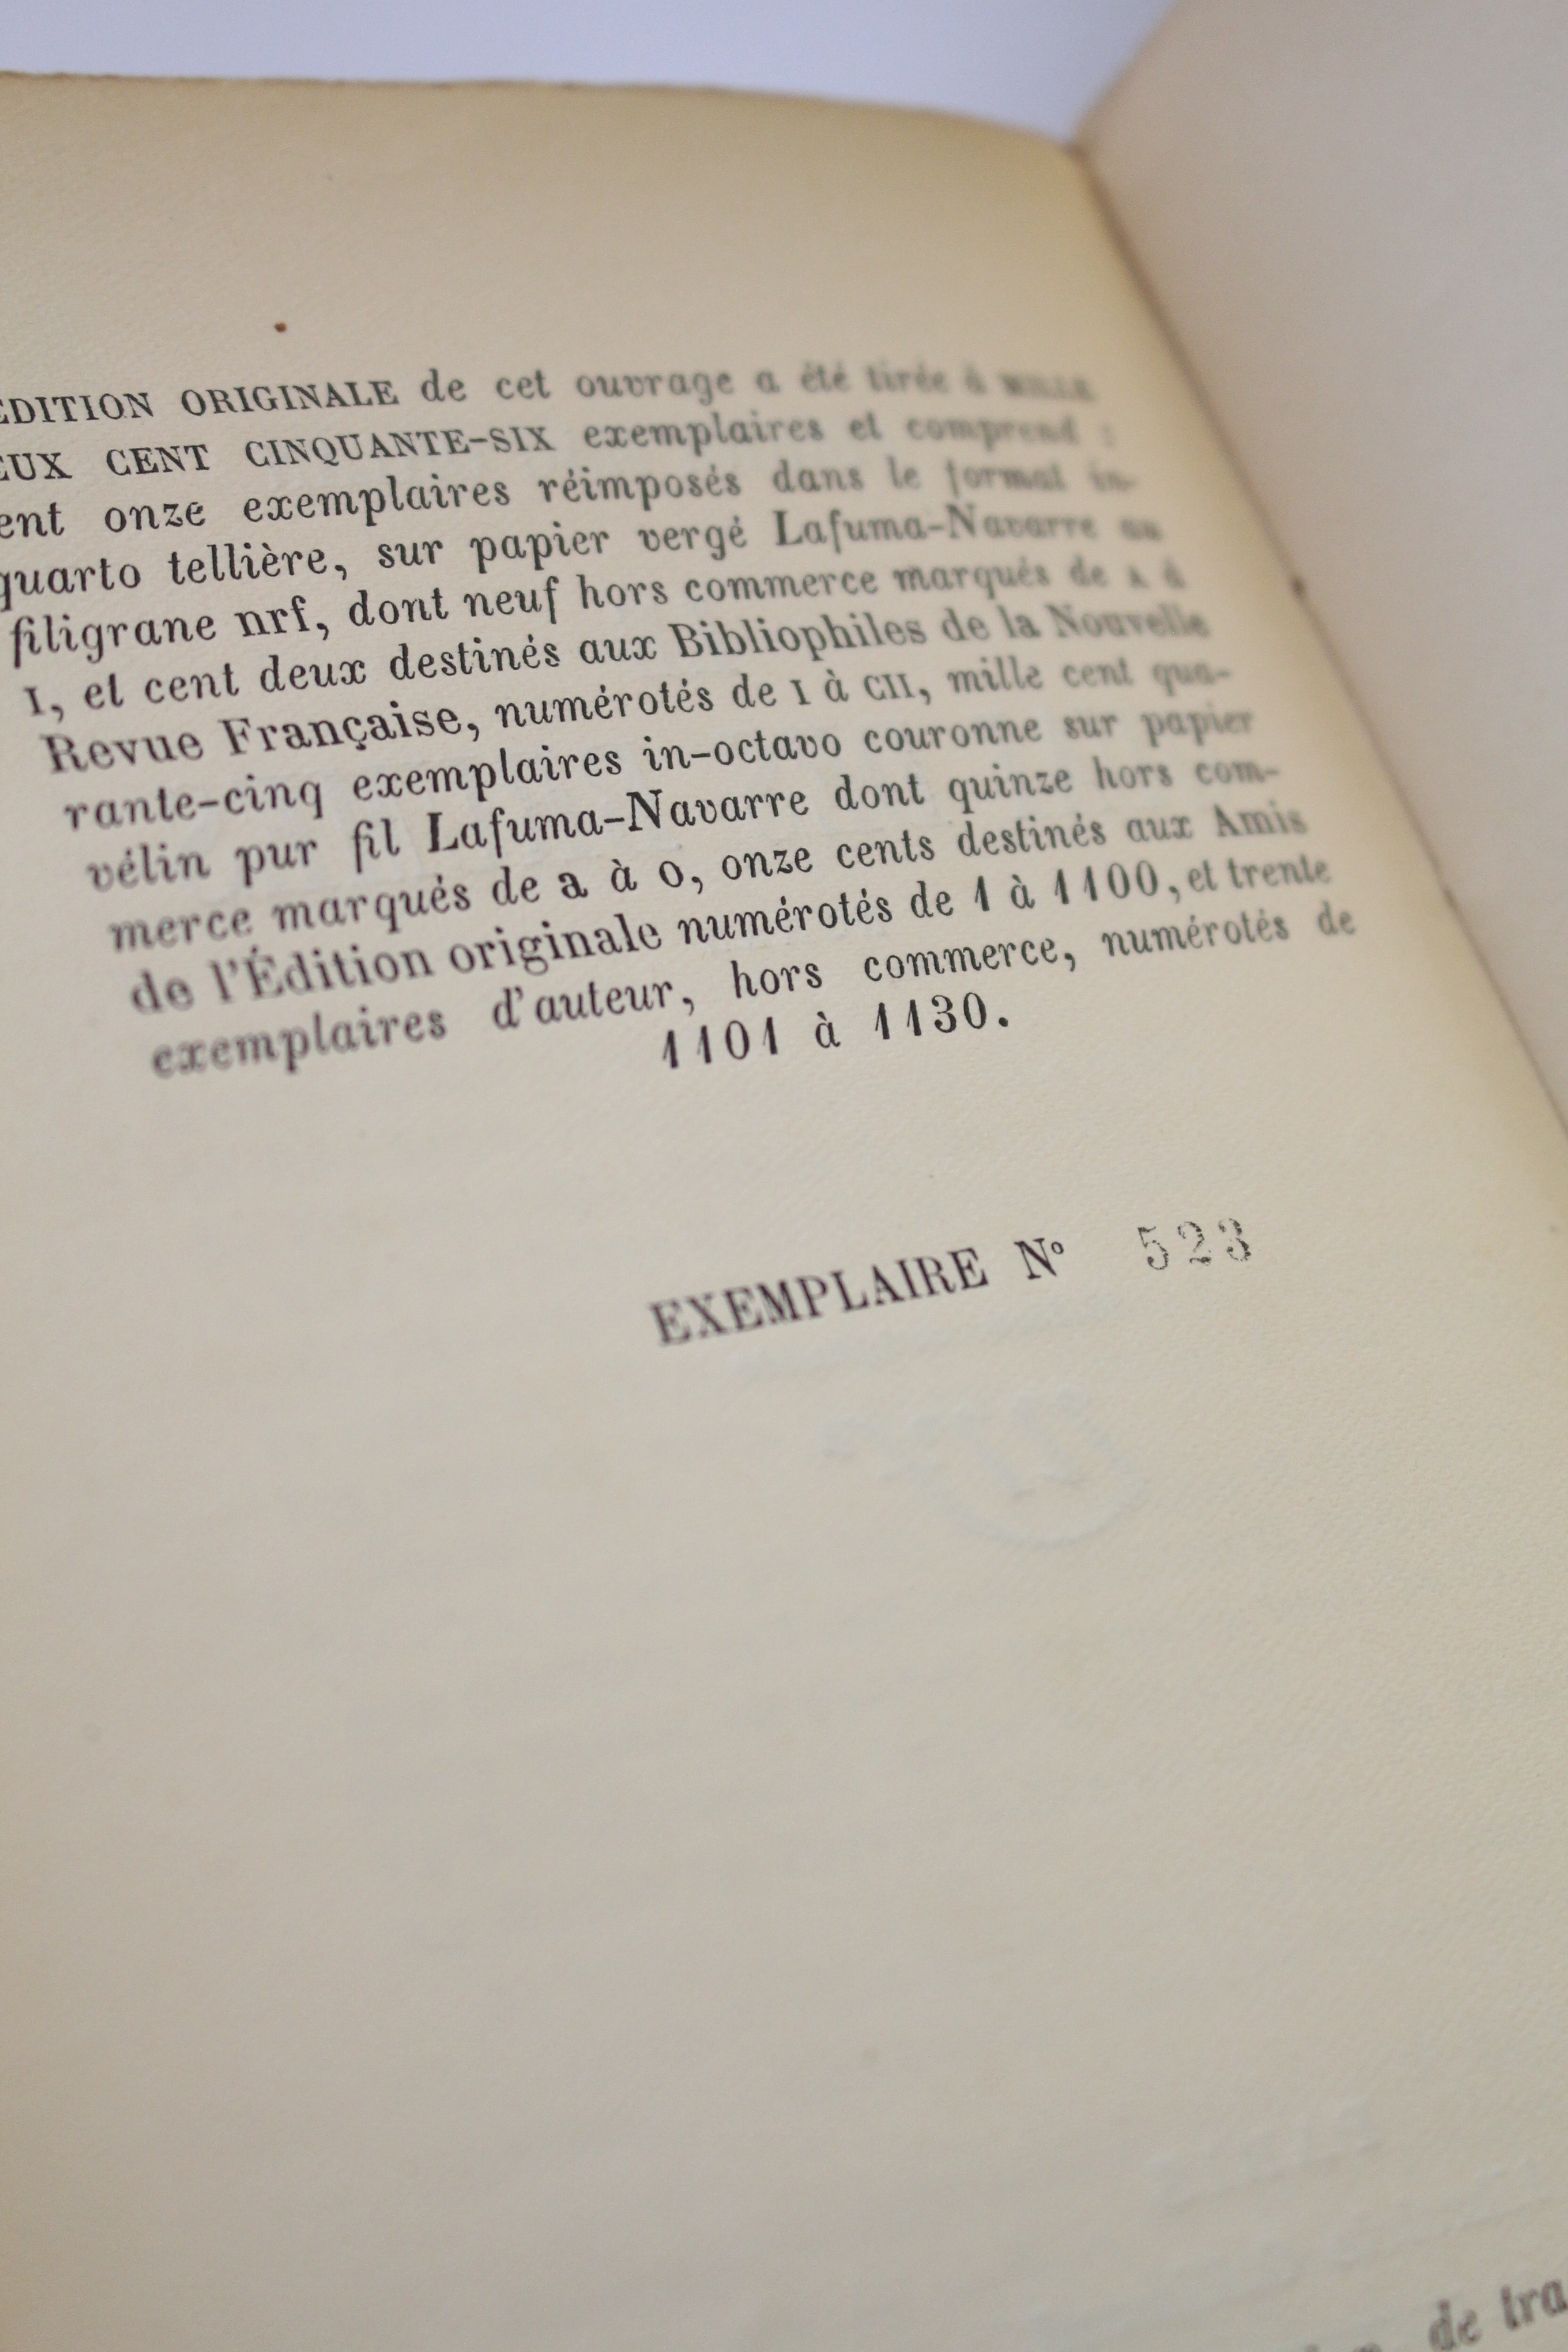 ÉDITION ORIGINALE de cet ouvrage a été tirée à MILLE
EUX CENT CINQUANTE-SIX exemplaires et comprend :
ent onze exemplaires réimposés dans le format in-
quarto tellière, sur papier vergé Lafuma-Navarre au
filigrane nrf, dont neuf hors commerce marqués de A à
I, et cent deux destinés aux Bibliophiles de la Nouvelle
Revue Française, numérotés de I à CII, mille cent qua-
rante-cinq exemplaires in-octavo couronne sur papier
vélin pur fil Lafuma-Navarre dont quinze hors com-
merce marqués de a à o, onze cents destinés aux Amis
de l'Édition originale numérotés de 1 à 1100, et trente
exemplaires d'auteur, hors commerce, numérotés de
1101 à 1130.
EXEMPLAIRE N° 523
de tra